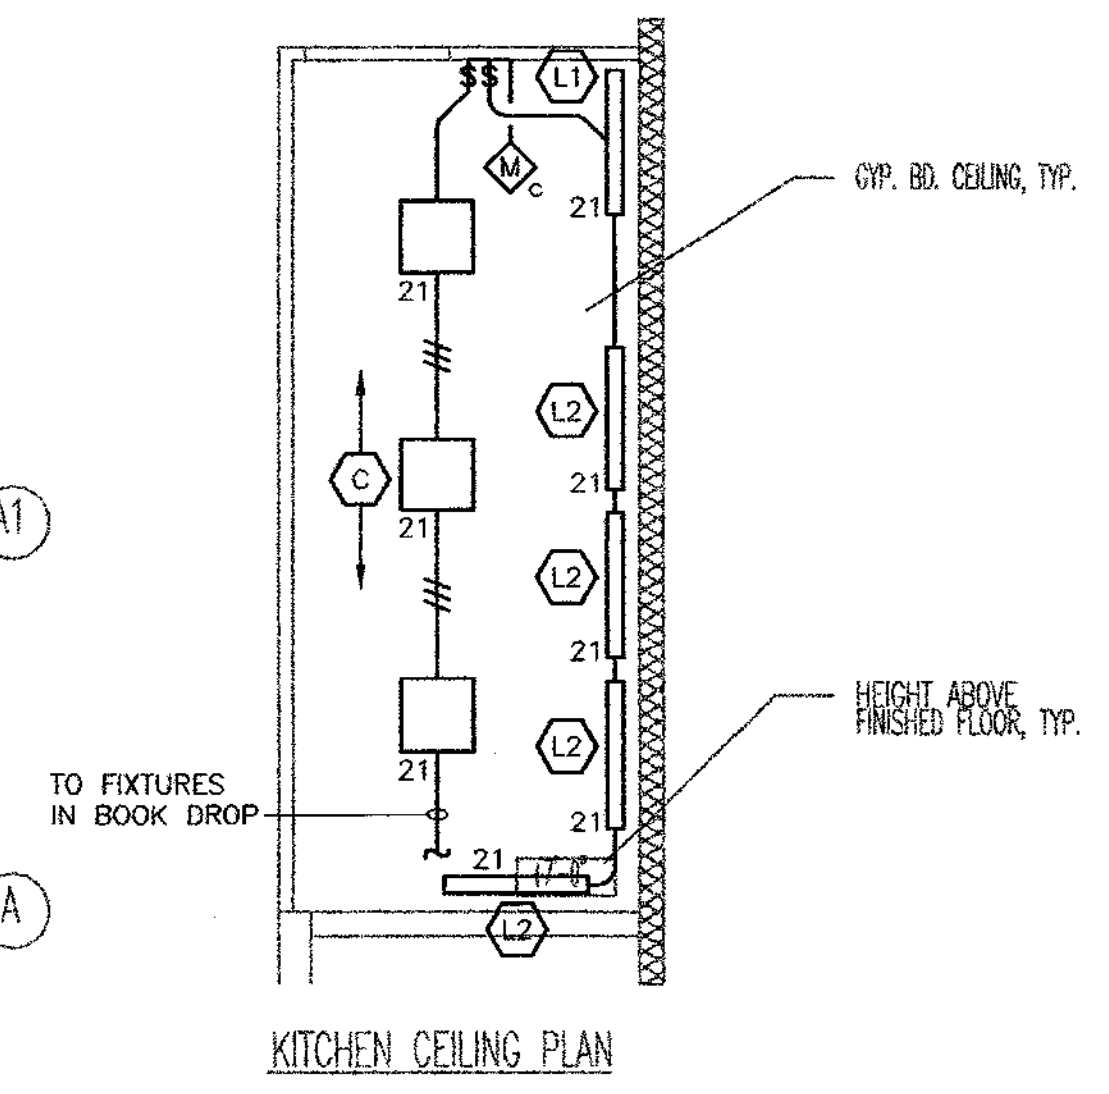 $$
L1
M
C
21
GYP. BD. CEILING, TYP.
21
L2
C
21
21
A1
L2
21
L2
HEIGHT ABOVE
FINISHED FLOOR, TYP.
21
TO FIXTURES
IN BOOK DROP
21
21
A
L2
KITCHEN CEILING PLAN